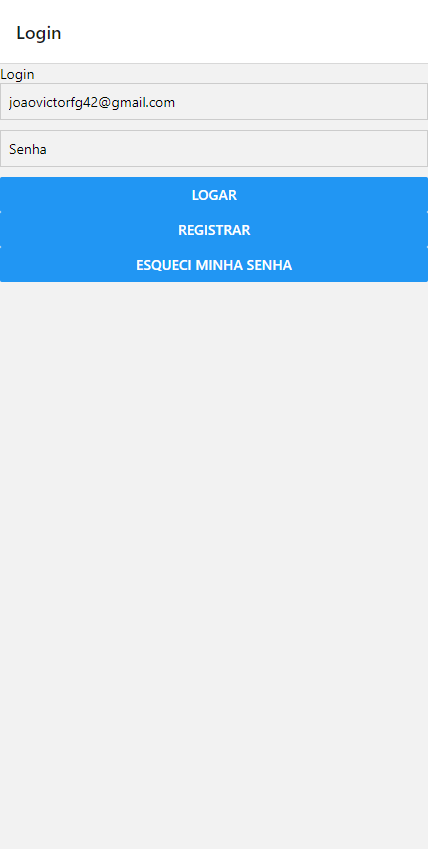 Login
Login
joaovictorfg42@gmail.com
Senha
LOGAR
REGISTRAR
ESQUECI MINHA SENHA